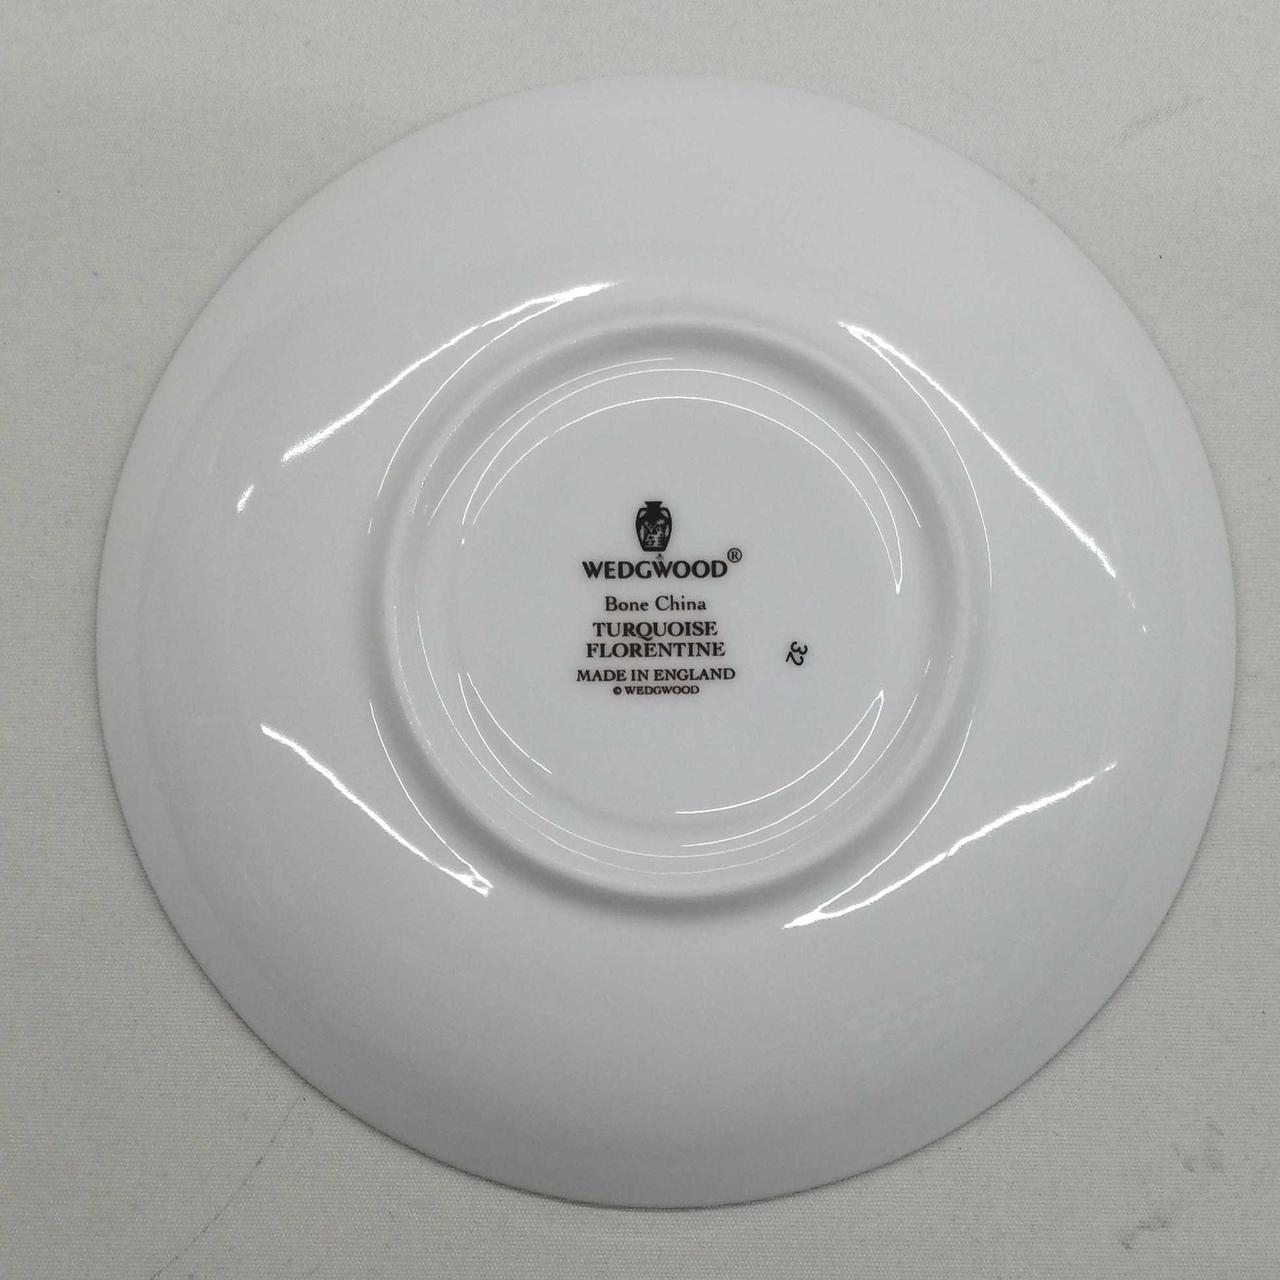 WEDGWOOD®
Bone China
TURQUOISE
FLORENTINE
MADE IN ENGLAND
© WEDGWOOD
32